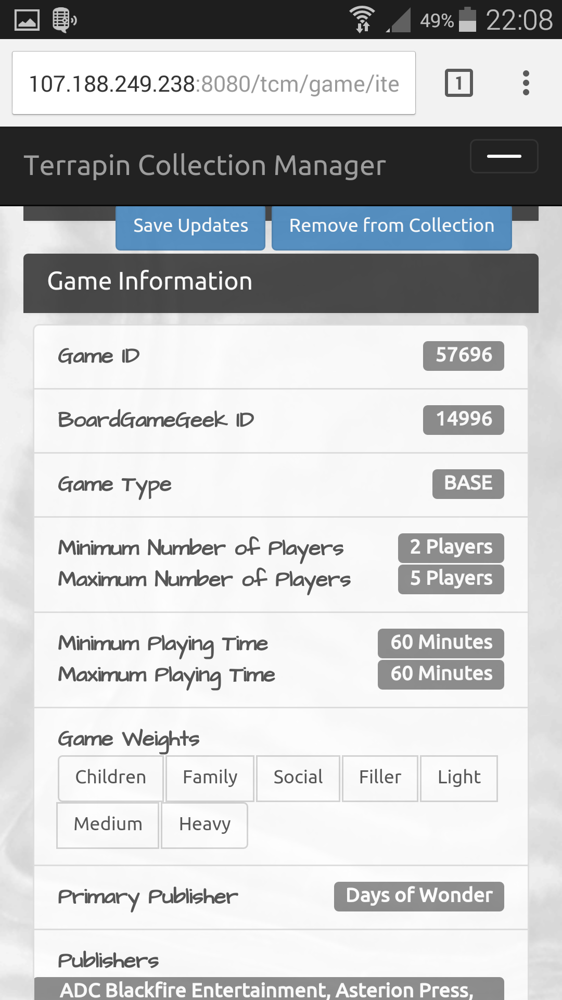 49% 22:08
107.188.249.238:8080/tcm/game/ite
1
Terrapin Collection Manager
Save Updates Remove from Collection
Game Information
Game ID 57696
BoardGameGeek ID 14996
Game Type BASE
Minimum Number of Players 2 Players
Maximum Number of Players 5 Players
Minimum Playing Time 60 Minutes
Maximum Playing Time 60 Minutes
Game Weights
Children Family Social Filler Light
Medium Heavy
Primary Publisher Days of Wonder
Publishers
ADC Blackfire Entertainment, Asterion Press,